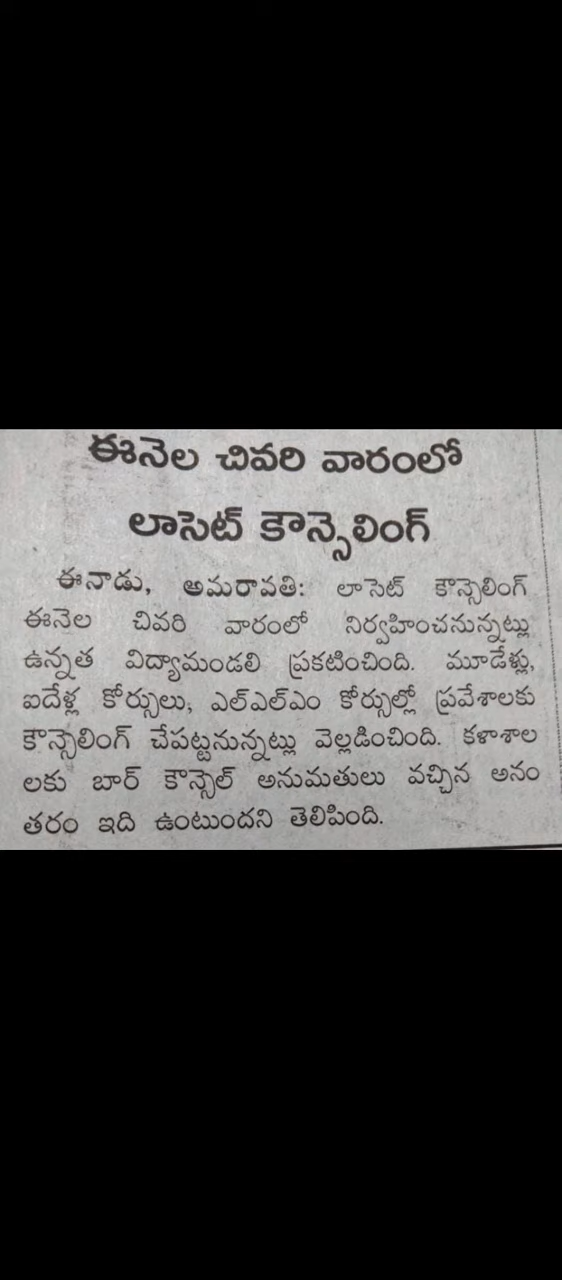 ఈనెల చివరి వారంలో
లాసెట్ కౌన్సెలింగ్
ఈనాడు, అమరావతి: లాసెట్ కౌన్సెలింగ్
ఈనెల చివరి వారంలో నిర్వహించనున్నట్లు
ఉన్నత విద్యామండలి ప్రకటించింది. మూడేళ్లు,
ఐదేళ్ల కోర్సులు, ఎల్ఎల్ఎం కోర్సుల్లో ప్రవేశాలకు
కౌన్సెలింగ్ చేపట్టనున్నట్లు వెల్లడించింది. కళాశాల
లకు బార్ కౌన్సెల్ అనుమతులు వచ్చిన అనం
తరం ఇది ఉంటుందని తెలిపింది.